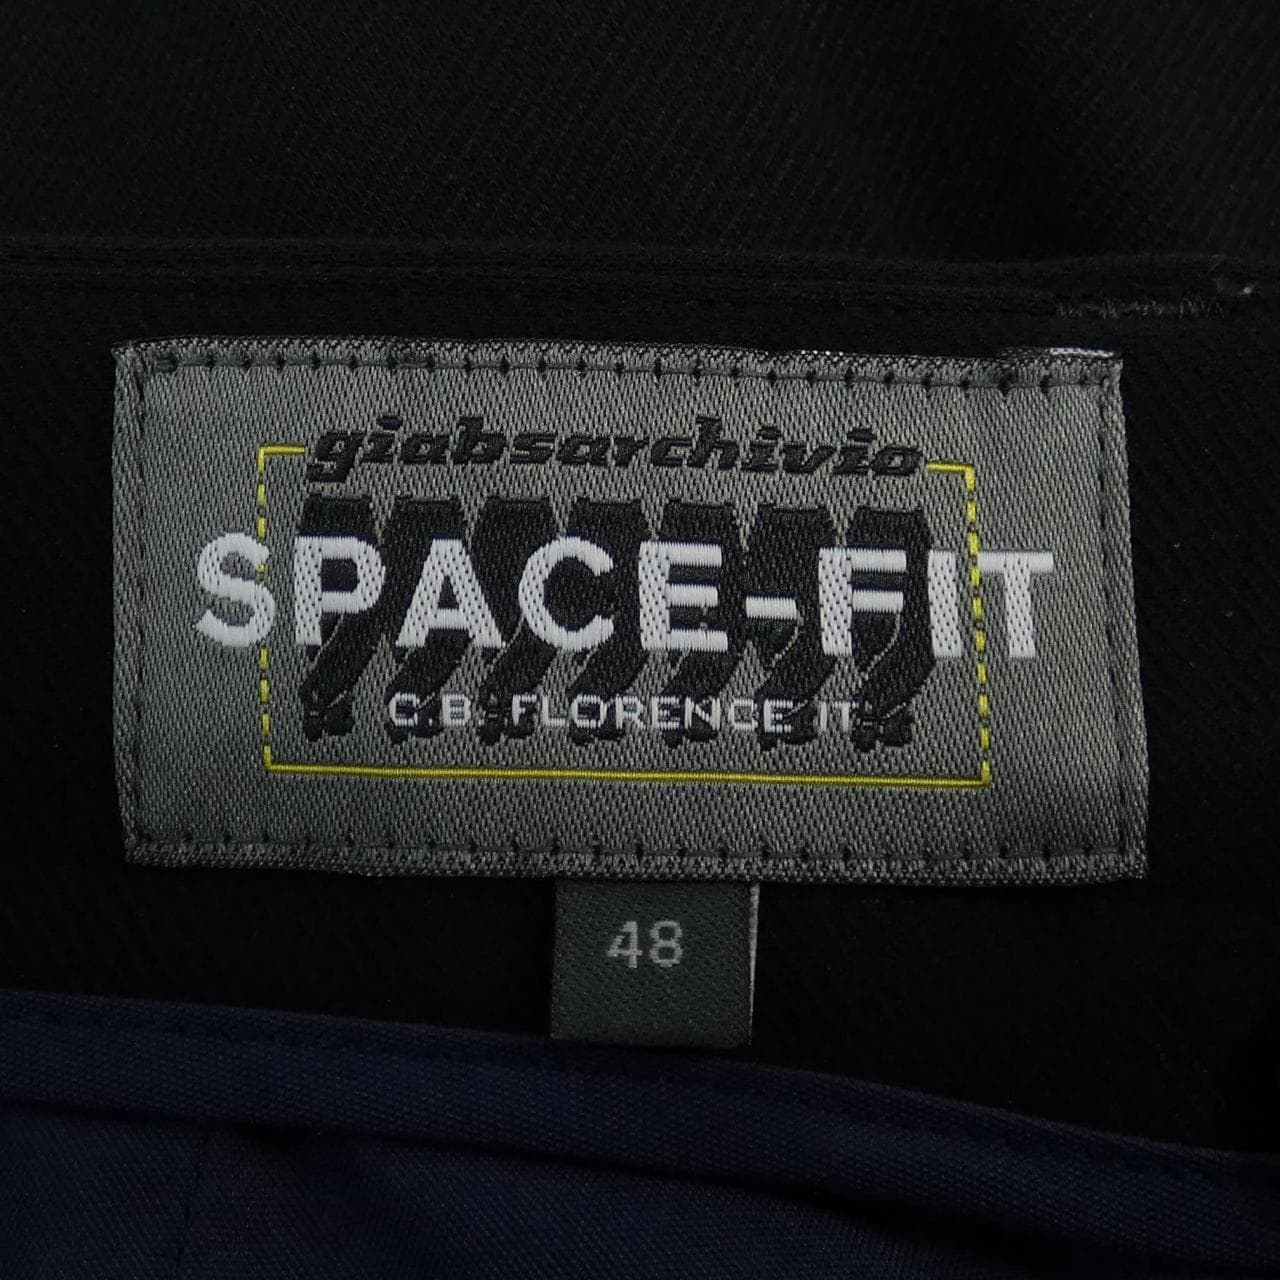 giabsarchivio
SPACE-FIT
G.B. FLORENCE IT.
48